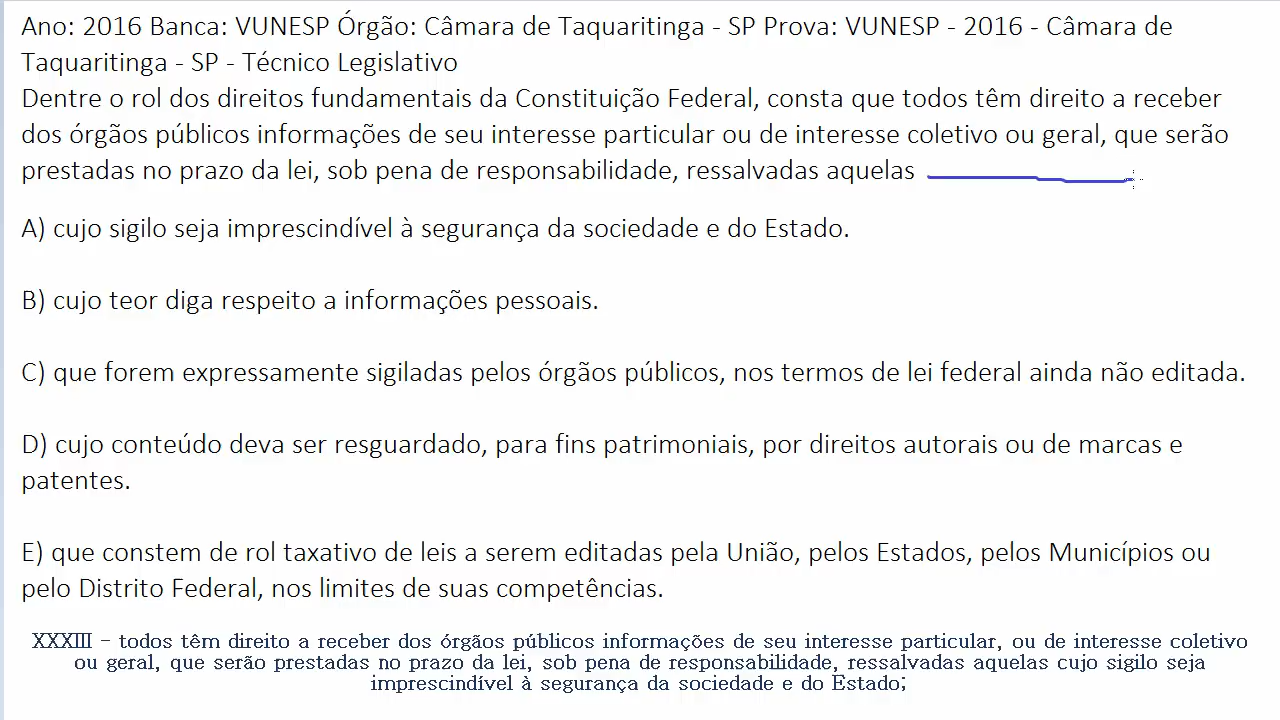 Ano: 2016 Banca: VUNESP Órgão: Câmara de Taquaritinga - SP Prova: VUNESP - 2016 - Câmara de
Taquaritinga - SP - Técnico Legislativo
Dentre o rol dos direitos fundamentais da Constituição Federal, consta que todos têm direito a receber
dos órgãos públicos informações de seu interesse particular ou de interesse coletivo ou geral, que serão
prestadas no prazo da lei, sob pena de responsabilidade, ressalvadas aquelas
A) cujo sigilo seja imprescindível à segurança da sociedade e do Estado.
B) cujo teor diga respeito a informações pessoais.
C) que forem expressamente sigiladas pelos órgãos públicos, nos termos de lei federal ainda não editada.
D) cujo conteúdo deva ser resguardado, para fins patrimoniais, por direitos autorais ou de marcas e
patentes.
E) que constem de rol taxativo de leis a serem editadas pela União, pelos Estados, pelos Municípios ou
pelo Distrito Federal, nos limites de suas competências.
XXXIII - todos têm direito a receber dos órgãos públicos informações de seu interesse particular, ou de interesse coletivo
ou geral, que serão prestadas no prazo da lei, sob pena de responsabilidade, ressalvadas aquelas cujo sigilo seja
imprescindível à segurança da sociedade e do Estado;